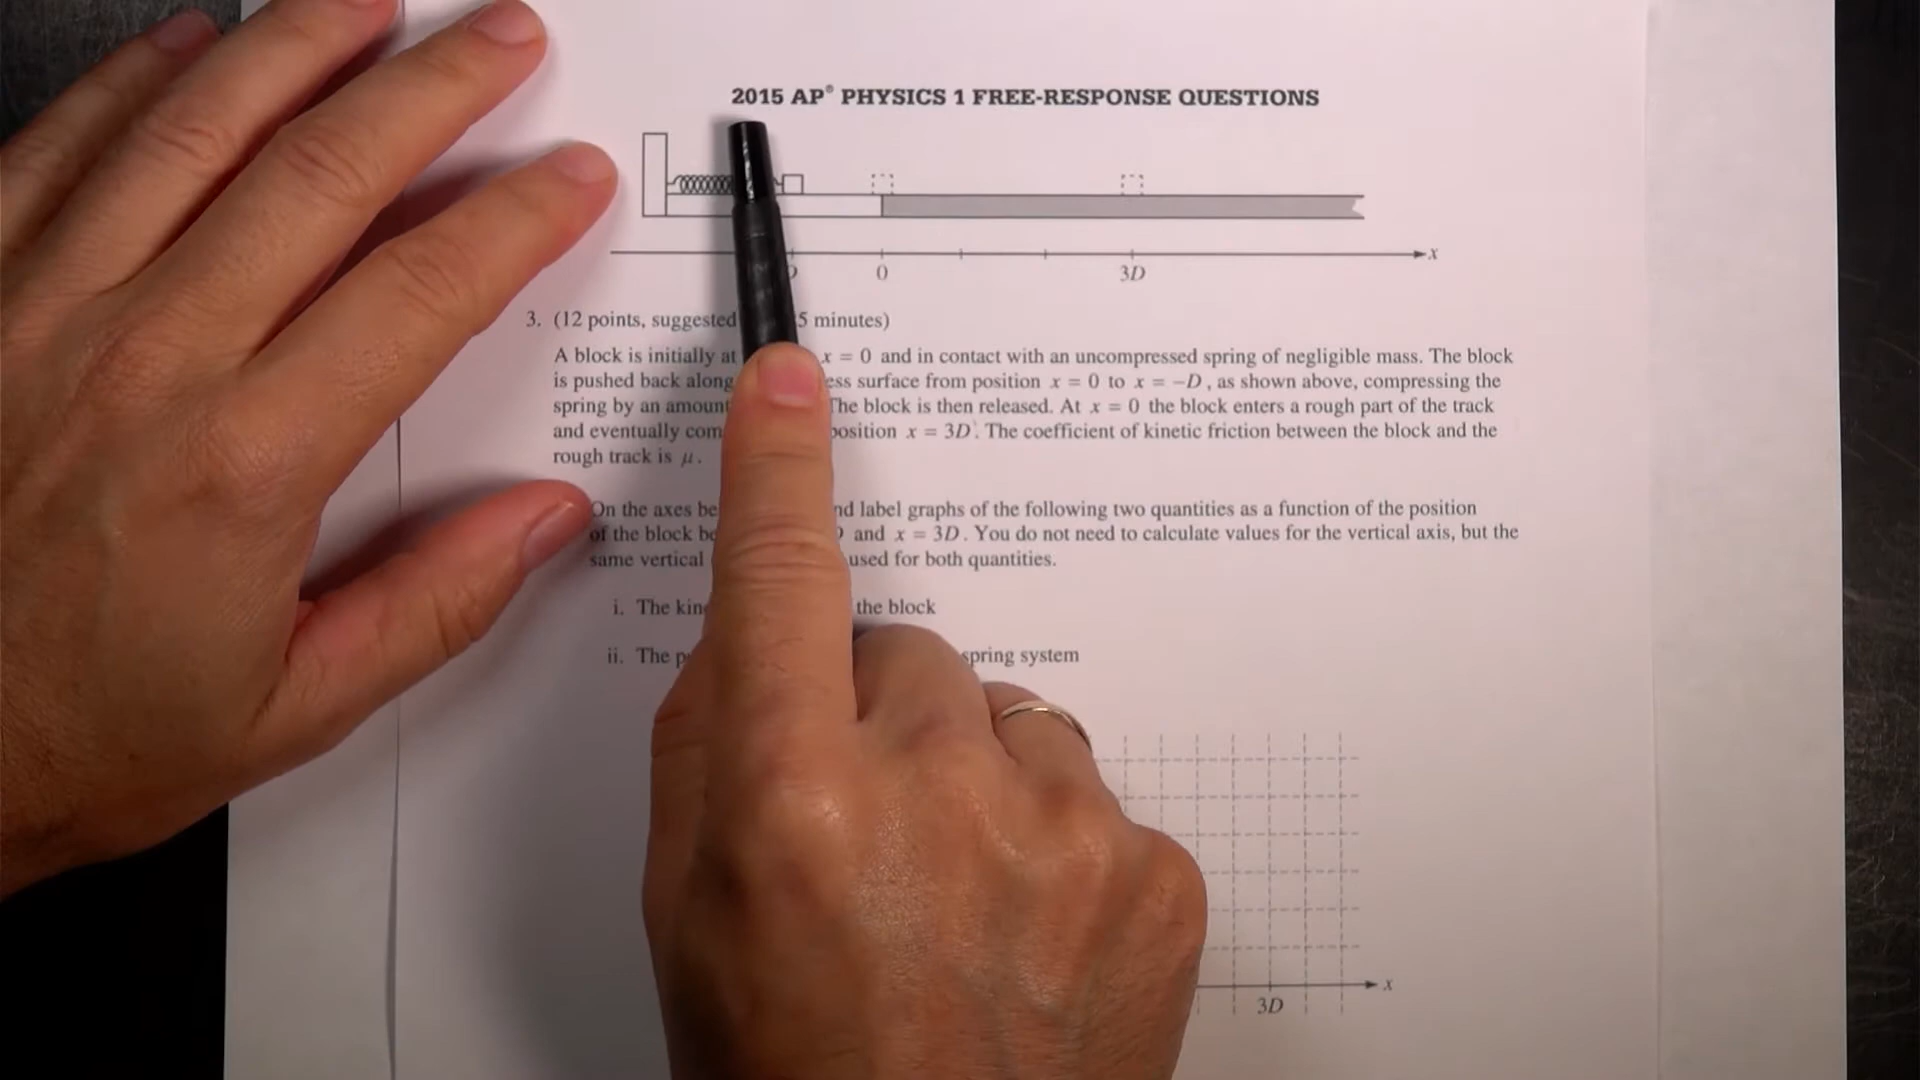 2015 AP® PHYSICS 1 FREE-RESPONSE QUESTIONS
0 3D x
3. (12 points, suggested 5 minutes)
A block is initially at x = 0 and in contact with an uncompressed spring of negligible mass. The block
is pushed back along surface from position x = 0 to x = −D, as shown above, compressing the
spring by an amount The block is then released. At x = 0 the block enters a rough part of the track
and eventually position x = 3D. The coefficient of kinetic friction between the block and the
rough track is μ.
On the axes label graphs of the following two quantities as a function of the position
of the block and x = 3D. You do not need to calculate values for the vertical axis, but the
same vertical used for both quantities.
i. The the block
ii. The spring system
x
3D